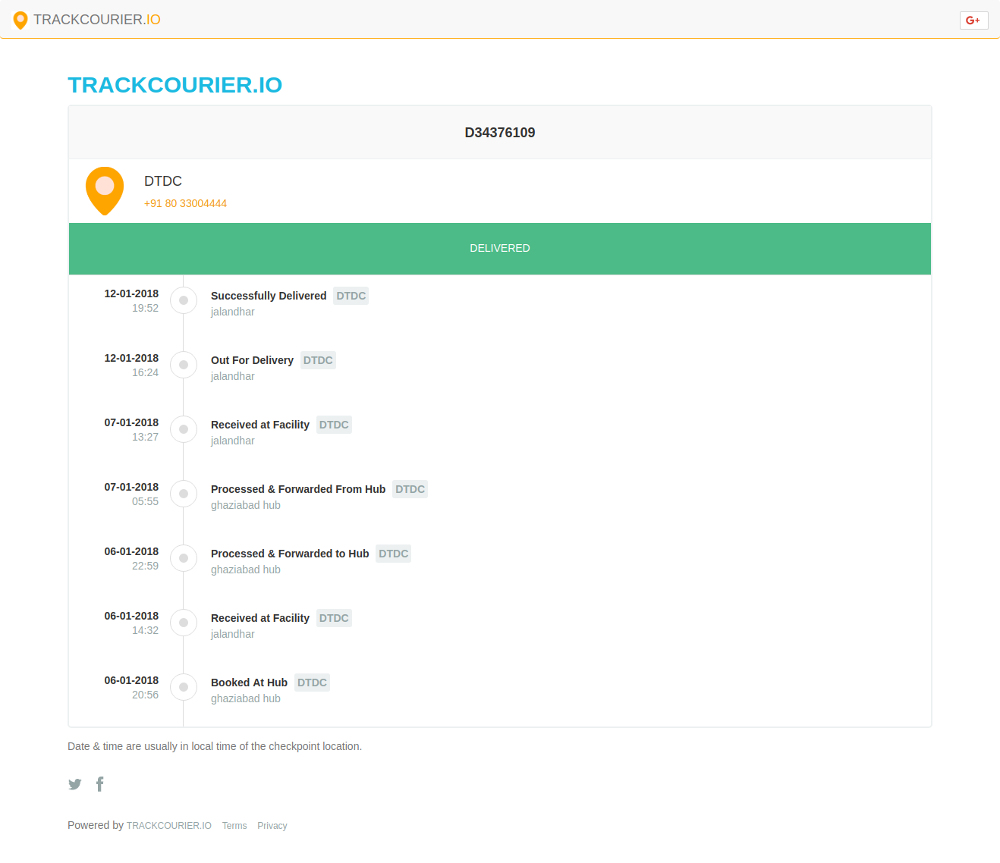 TRACKCOURIER.IO
G+
TRACKCOURIER.IO
D34376109
DTDC
+91 80 33004444
DELIVERED
12-01-2018 Successfully Delivered DTDC
19:52 jalandhar
12-01-2018 Out For Delivery DTDC
16:24 jalandhar
07-01-2018 Received at Facility DTDC
13:27 jalandhar
07-01-2018 Processed & Forwarded From Hub DTDC
05:55 ghaziabad hub
06-01-2018 Processed & Forwarded to Hub DTDC
22:59 ghaziabad hub
06-01-2018 Received at Facility DTDC
14:32 jalandhar
06-01-2018 Booked At Hub DTDC
20:56 ghaziabad hub
Date & time are usually in local time of the checkpoint location.
Powered by TRACKCOURIER.IO Terms Privacy